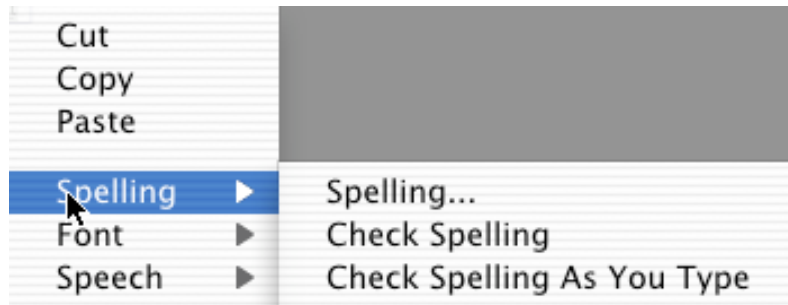 Cut
Copy
Paste
Spelling
Font
Speech
Spelling...
Check Spelling
Check Spelling As You Type